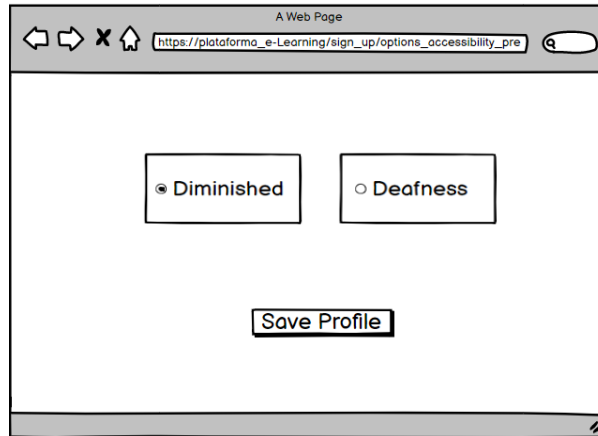 A Web Page
https://plataforma_e-Learning/sign_up/options_accessibility_pre
Diminished
Deafness
Save Profile